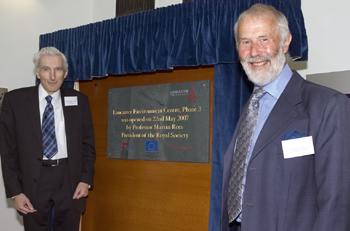 LANCASTER
Lancaster Environment Centre, Phase 3
was opened on 22nd May 2007
by Professor Martin Rees
President of the Royal Society